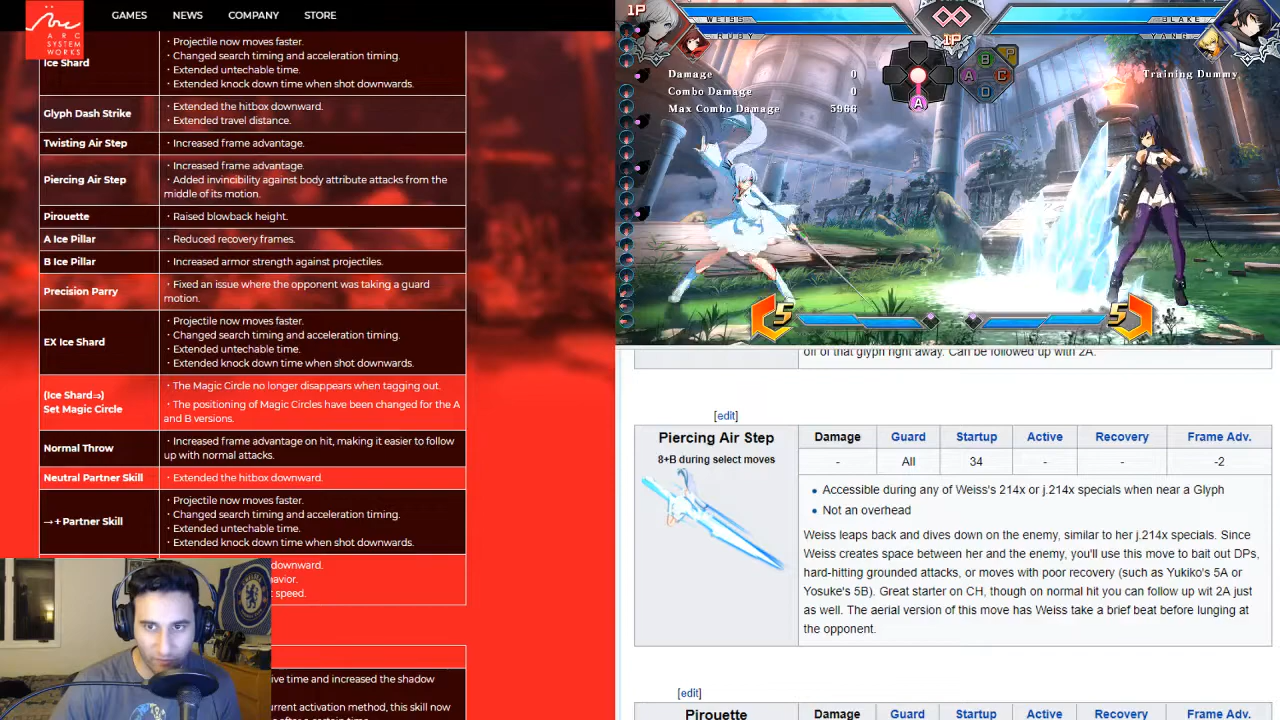 ARC
SYSTEM
WORKS
GAMES
NEWS
COMPANY
STORE
Ice Shard
・Projectile now moves faster.
・Changed search timing and acceleration timing.
・Extended untechable time.
・Extended knock down time when shot downwards.
Glyph Dash Strike
・Extended the hitbox downward.
・Extended travel distance.
Twisting Air Step
・Increased frame advantage.
Piercing Air Step
・Increased frame advantage.
・Added invincibility against body attribute attacks from the
middle of its motion.
Pirouette
・Raised blowback height.
A Ice Pillar
・Reduced recovery frames.
B Ice Pillar
・Increased armor strength against projectiles.
Precision Parry
・Fixed an issue where the opponent was taking a guard
motion.
EX Ice Shard
・Projectile now moves faster.
・Changed search timing and acceleration timing.
・Extended untechable time.
・Extended knock down time when shot downwards.
(Ice Shard⇒)
Set Magic Circle
・The Magic Circle no longer disappears when tagging out.
・The positioning of Magic Circles have been changed for the A
and B versions.
Normal Throw
・Increased frame advantage on hit, making it easier to follow
up with normal attacks.
Neutral Partner Skill
・Extended the hitbox downward.
→+Partner Skill
・Projectile now moves faster.
・Changed search timing and acceleration timing.
・Extended untechable time.
・Extended knock down time when shot downwards.
downward.
havior.
t speed.
ive time and increased the shadow
urrent activation method, this skill now
1P
WEISS
RUBY
BLAKE
YANG
1P
Damage 0
Combo Damage 0
Max Combo Damage 5966
Training Dummy
A
B
P
A
C
D
5
5
off of that glyph right away. Can be followed up with 2A.
[edit]
Piercing Air Step
8+B during select moves
Damage Guard Startup Active Recovery Frame Adv.
- All 34 - - -2
• Accessible during any of Weiss's 214x or j.214x specials when near a Glyph
• Not an overhead
Weiss leaps back and dives down on the enemy, similar to her j.214x specials. Since
Weiss creates space between her and the enemy, you'll use this move to bait out DPs,
hard-hitting grounded attacks, or moves with poor recovery (such as Yukiko's 5A or
Yosuke's 5B). Great starter on CH, though on normal hit you can follow up wit 2A just
as well. The aerial version of this move has Weiss take a brief beat before lunging at
the opponent.
[edit]
Pirouette
Damage Guard Startup Active Recovery Frame Adv.